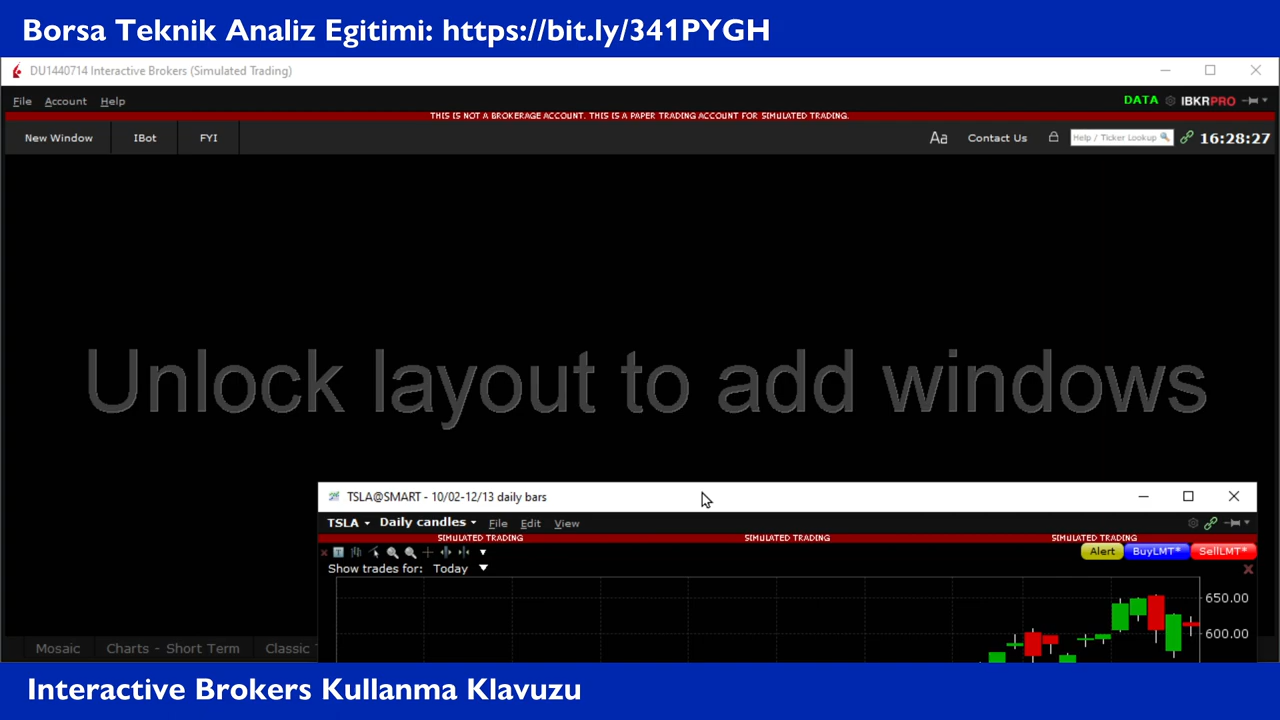 Borsa Teknik Analiz Egitimi: https://bit.ly/341PYGH
DU1440714 Interactive Brokers (Simulated Trading)
File Account Help
DATA IBKRPRO
THIS IS NOT A BROKERAGE ACCOUNT. THIS IS A PAPER TRADING ACCOUNT FOR SIMULATED TRADING.
New Window IBot FYI Aa Contact Us Help / Ticker Lookup 16:28:27
Unlock layout to add windows
TSLA@SMART - 10/02-12/13 daily bars
TSLA Daily candles File Edit View
SIMULATED TRADING SIMULATED TRADING SIMULATED TRADING
Alert BuyLMT* SellLMT*
Show trades for: Today
650.00
600.00
Mosaic Charts - Short Term Classic
Interactive Brokers Kullanma Klavuzu